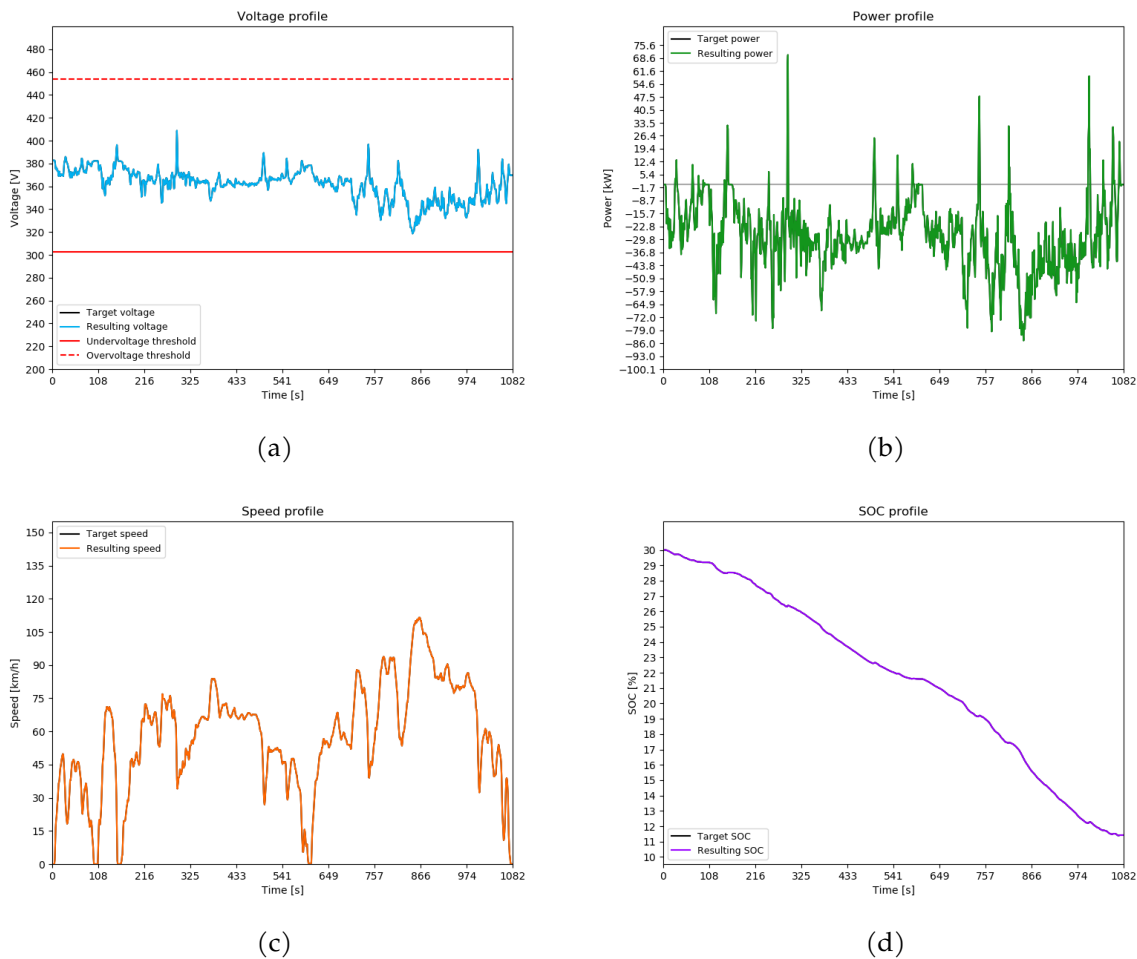 Voltage profile
480
460
440
420
400
380
360
340
320
300
280
260
240
220
200
Voltage [V]
Target voltage
Resulting voltage
Undervoltage threshold
Overvoltage threshold
0 108 216 325 433 541 649 757 866 974 1082
Time [s]
(a)
Power profile
75.6
68.6
61.6
54.5
47.5
40.5
33.5
26.5
19.4
12.4
5.4
−1.7
−8.7
−15.7
−22.8
−29.8
−36.8
−43.8
−50.9
−57.9
−64.9
−72.0
−79.0
−86.0
−93.0
−100.1
Power [kW]
Target power
Resulting power
0 108 216 325 433 541 649 757 866 974 1082
Time [s]
(b)
Speed profile
150
135
120
105
90
75
60
45
30
15
0
Speed [km/h]
Target speed
Resulting speed
0 108 216 325 433 541 649 757 866 974 1082
Time [s]
(c)
SOC profile
30
29
28
27
26
25
24
23
22
21
20
19
18
17
16
15
14
13
12
11
10
SOC [%]
Target SOC
Resulting SOC
0 108 216 325 433 541 649 757 866 974 1082
Time [s]
(d)